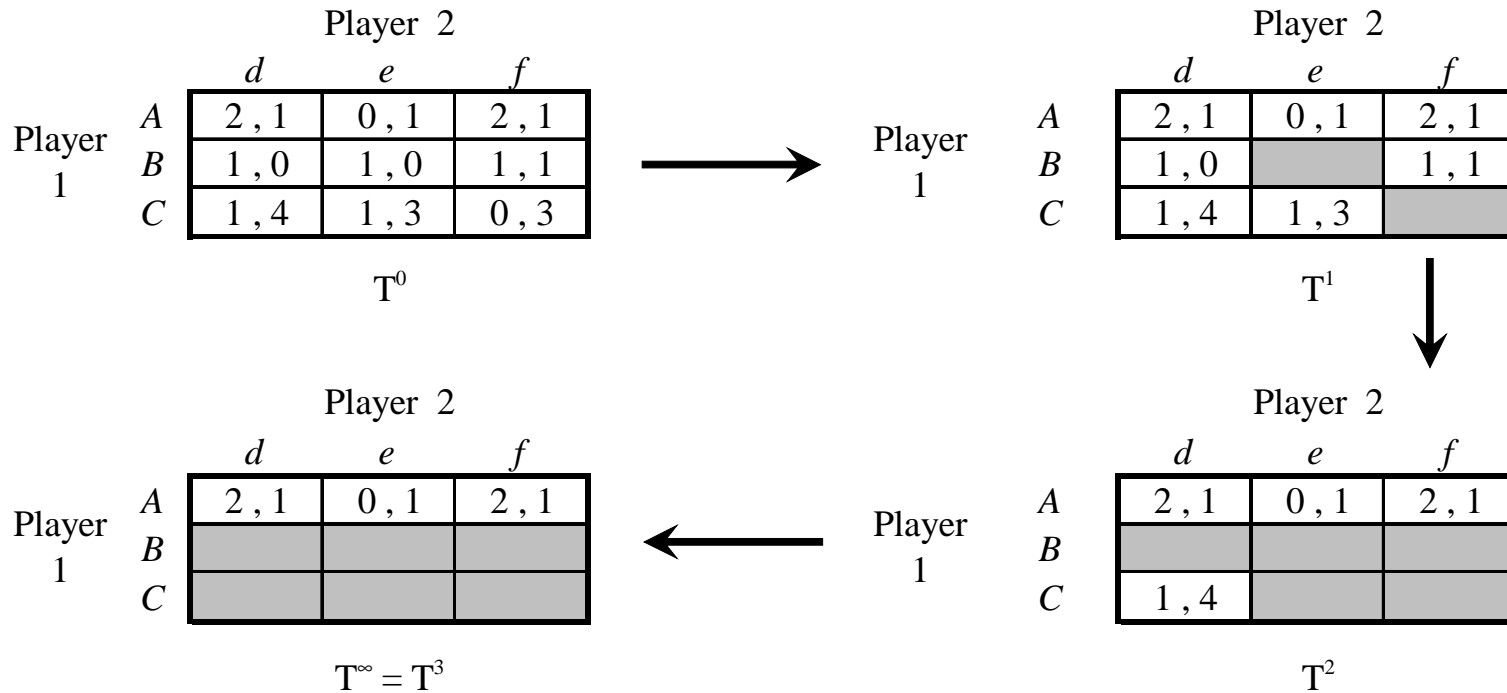 Player 2
d e f
A 2 , 1 0 , 1 2 , 1
Player
1
B 1 , 0 1 , 0 1 , 1
C 1 , 4 1 , 3 0 , 3
T⁰
Player 2
d e f
A 2 , 1 0 , 1 2 , 1
Player
1
B 1 , 0 1 , 1
C 1 , 4 1 , 3
T¹
Player 2
d e f
A 2 , 1 0 , 1 2 , 1
Player
1
B
C
T^∞ = T³
Player 2
d e f
A 2 , 1 0 , 1 2 , 1
Player
1
B
C 1 , 4
T²